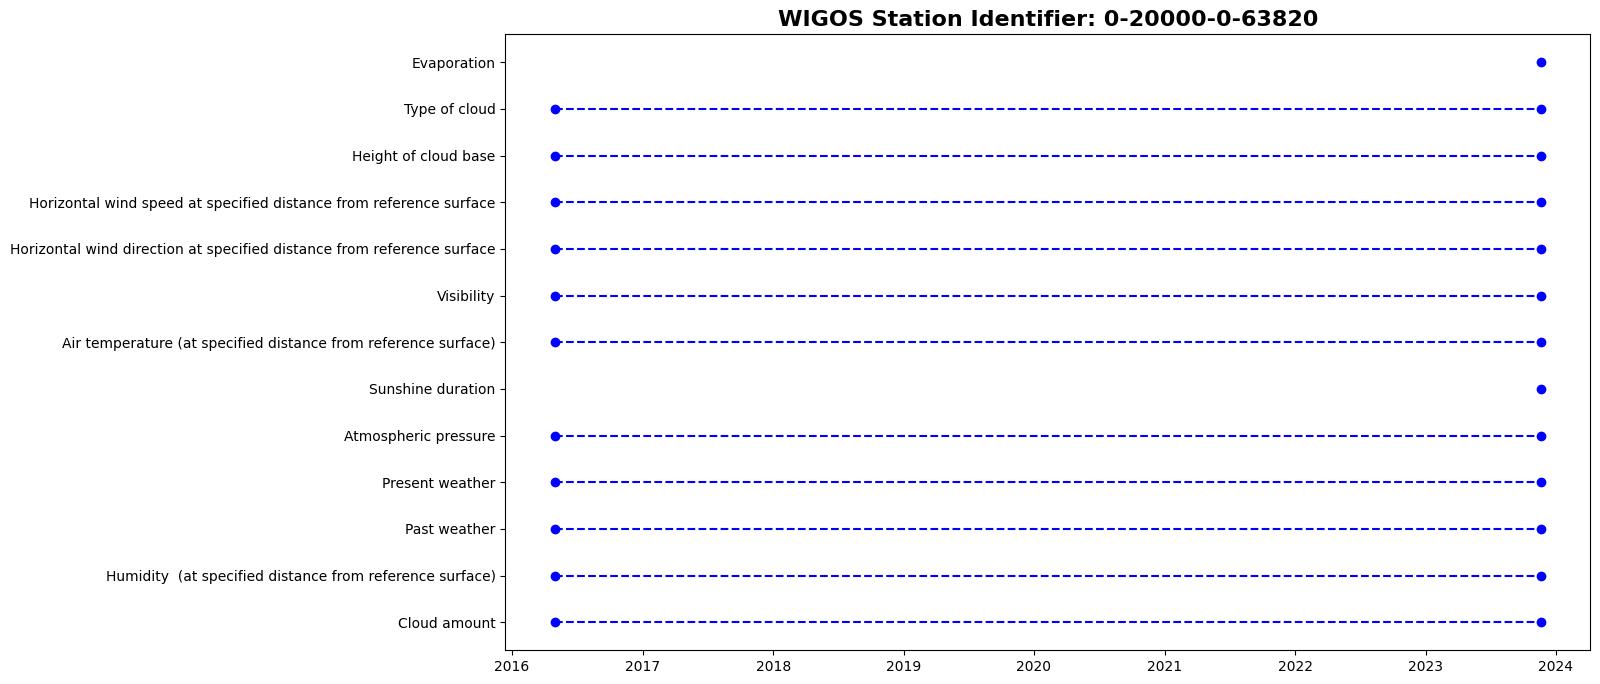 WIGOS Station Identifier: 0-20000-0-63820
Evaporation
Type of cloud
Height of cloud base
Horizontal wind speed at specified distance from reference surface
Horizontal wind direction at specified distance from reference surface
Visibility
Air temperature (at specified distance from reference surface)
Sunshine duration
Atmospheric pressure
Present weather
Past weather
Humidity  (at specified distance from reference surface)
Cloud amount
2016 2017 2018 2019 2020 2021 2022 2023 2024